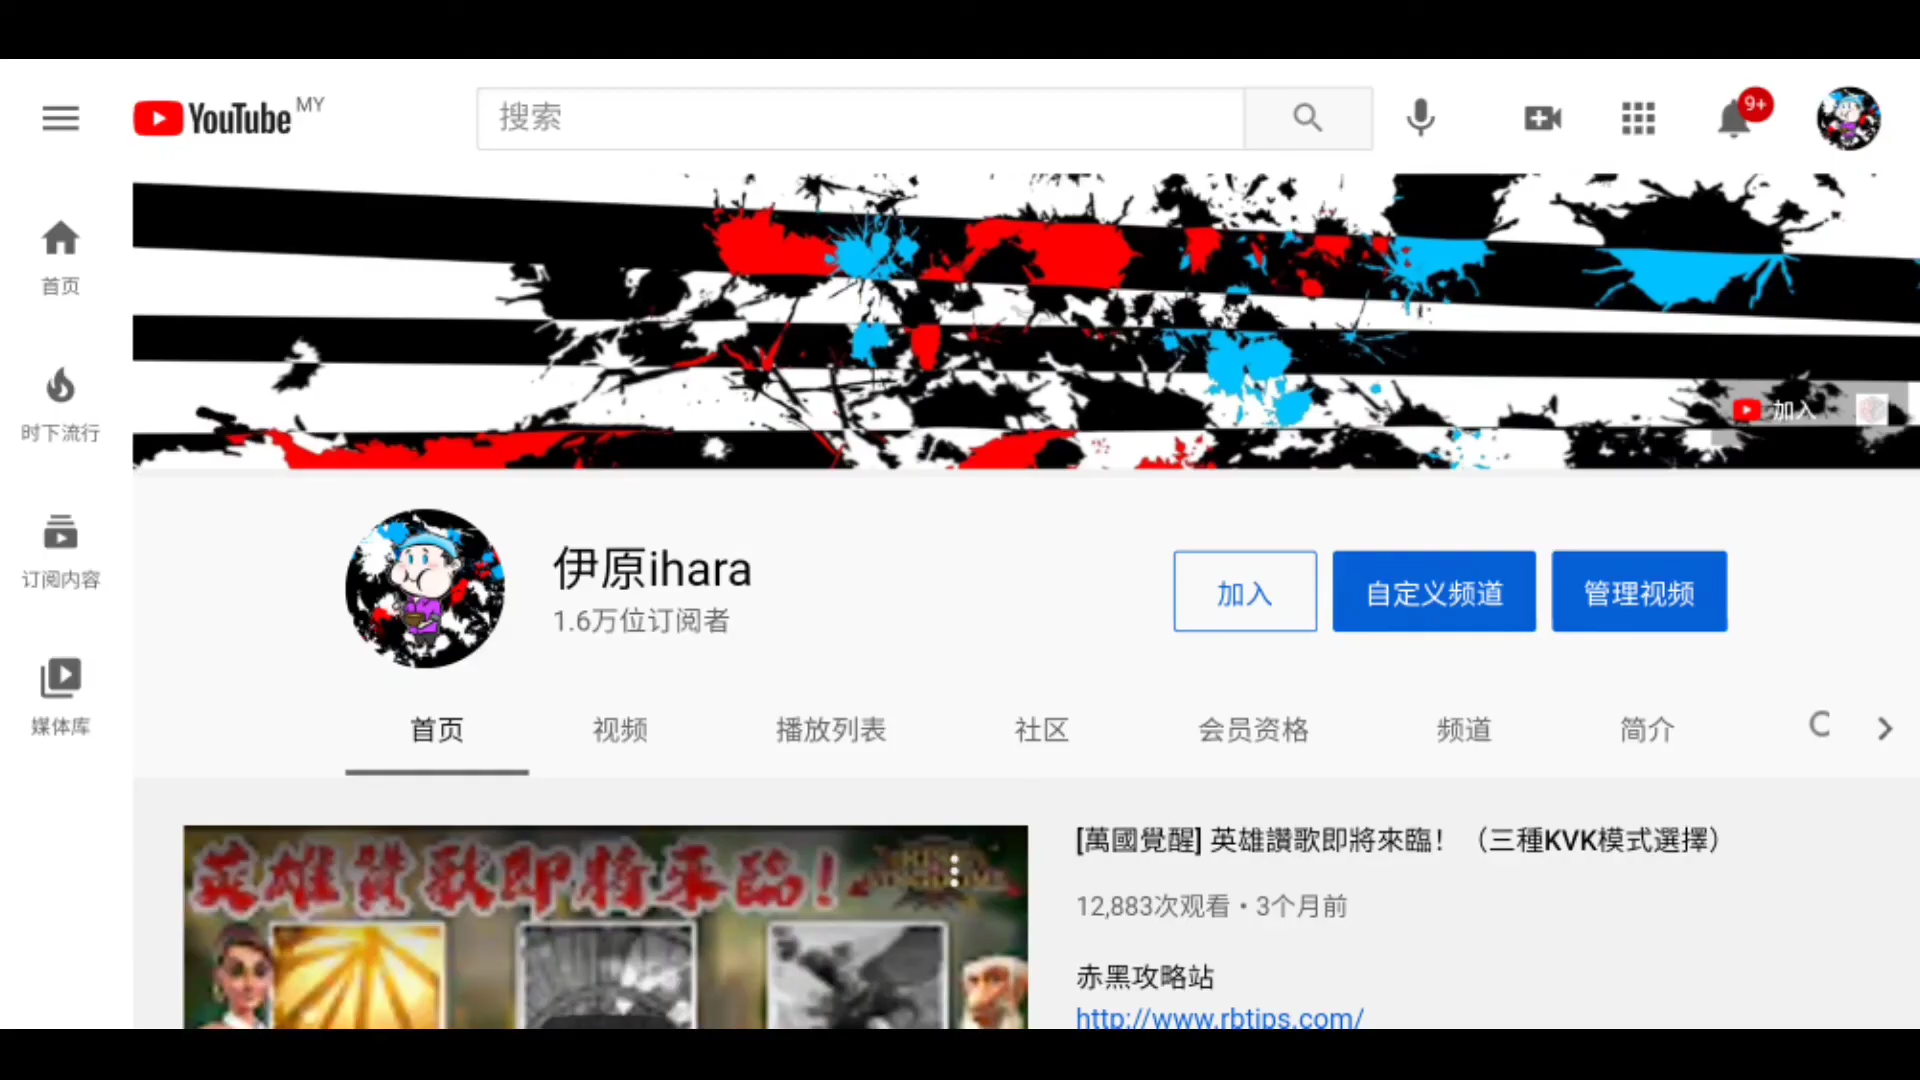 YouTube MY
搜索
9+
首页
时下流行
订阅内容
媒体库
加入
伊原ihara
1.6万位订阅者
加入
自定义频道
管理视频
首页
视频
播放列表
社区
会员资格
频道
简介
英雄贊歌即將來臨!
[萬國覺醒] 英雄讚歌即將來臨！（三種KVK模式選擇）
12,883次观看・3个月前
赤黑攻略站
http://www.rbtips.com/